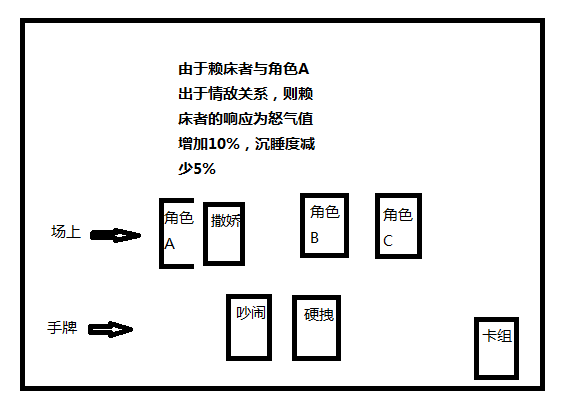 由于赖床者与角色A
出于情敌关系，则赖
床者的响应为怒气值
增加10%，沉睡度减
少5%
场上
角色
A
撒娇
角色
B
角色
C
手牌
吵闹
硬拽
卡组